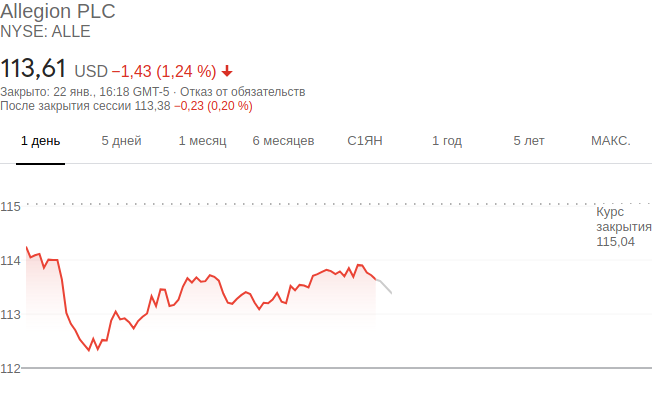 Allegion PLC
NYSE: ALLE
113,61 USD −1,43 (1,24 %)
Закрыто: 22 янв., 16:18 GMT-5 · Отказ от обязательств
После закрытия сессии 113,38 −0,23 (0,20 %)
1 день 5 дней 1 месяц 6 месяцев С1ЯН 1 год 5 лет МАКС.
115
Курс
закрытия
115,04
114
113
112